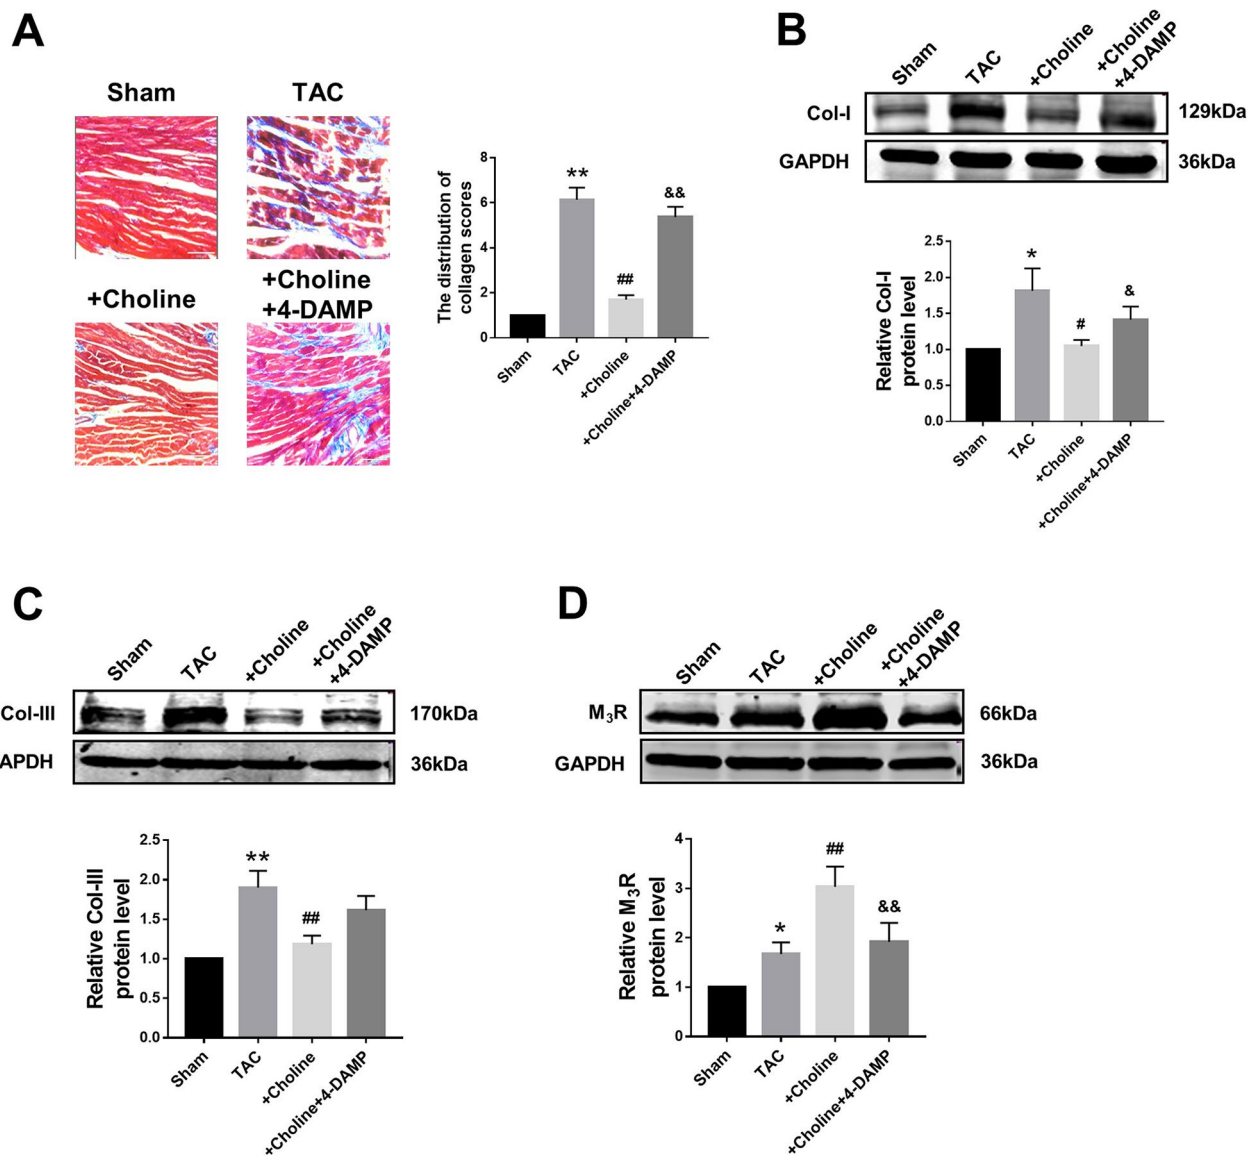 A
Sham
TAC
+Choline
+Choline
+4-DAMP
The distribution of
collagen scores
8
6
4
2
0
**
##
&&
Sham
TAC
+Choline
+Choline+4-DAMP
B
Sham
TAC
+Choline
+Choline
+4-DAMP
Col-I
129kDa
GAPDH
36kDa
Relative Col-I
protein level
2.5
2.0
1.5
1.0
0.5
0.0
*
#
&
Sham
TAC
+Choline
+Choline+4-DAMP
C
Sham
TAC
+Choline
+Choline
+4-DAMP
Col-III
170kDa
APDH
36kDa
Relative Col-III
protein level
2.5
2.0
1.5
1.0
0.5
0.0
**
##
Sham
TAC
+Choline
+Choline+4-DAMP
D
Sham
TAC
+Choline
+Choline
+4-DAMP
M₃R
66kDa
GAPDH
36kDa
Relative M₃R
protein level
4
3
2
1
0
*
##
&&
Sham
TAC
+Choline
+Choline+4-DAMP